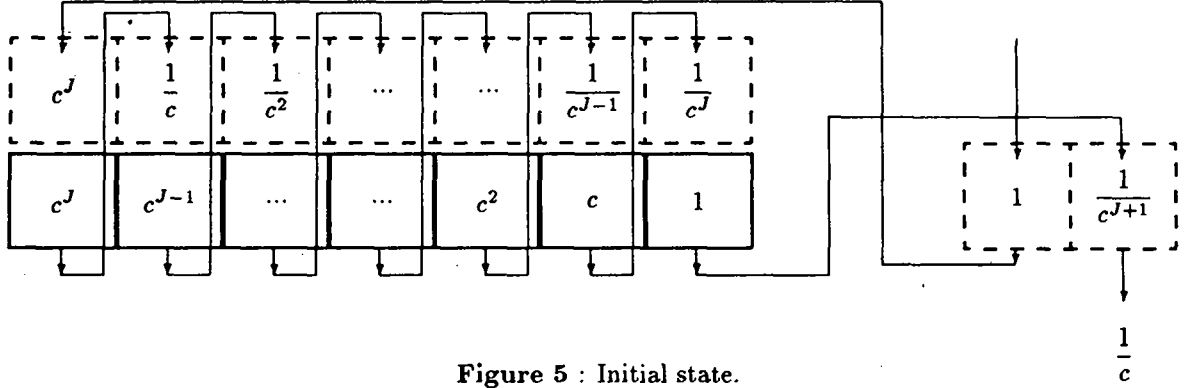 c^J 1/c 1/c^2 ... ... 1/c^{J-1} 1/c^J
c^J c^{J-1} ... ... c^2 c 1
1 1/c^{J+1}
1/c
Figure 5 : Initial state.